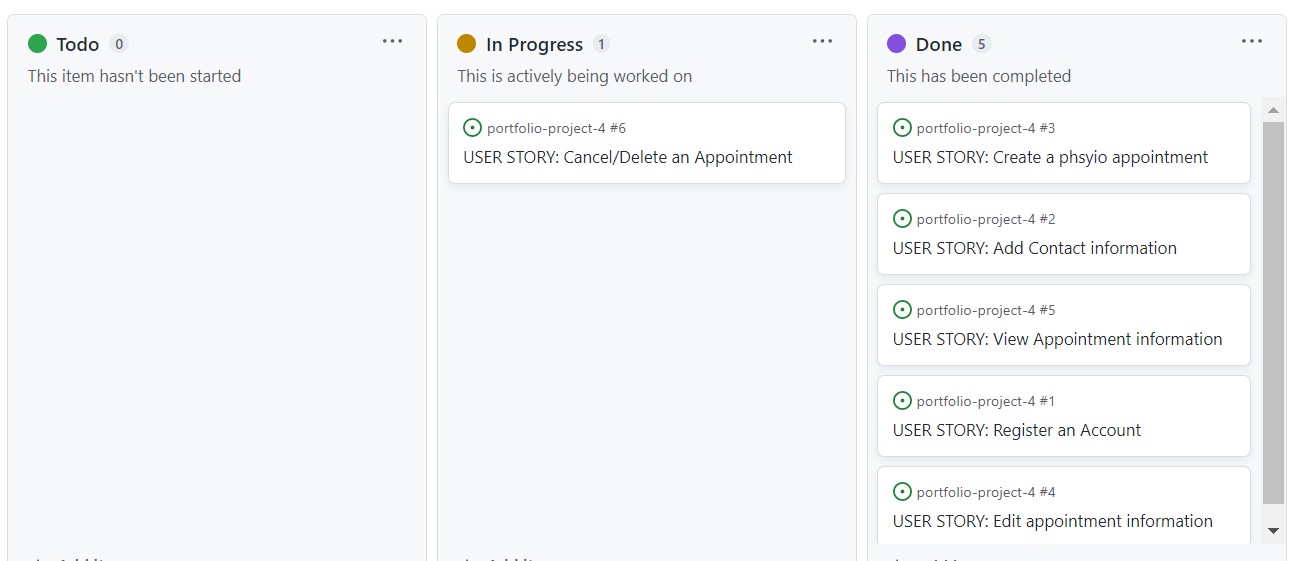 Todo 0
This item hasn't been started
In Progress 1
This is actively being worked on
portfolio-project-4 #6
USER STORY: Cancel/Delete an Appointment
Done 5
This has been completed
portfolio-project-4 #3
USER STORY: Create a phsyio appointment
portfolio-project-4 #2
USER STORY: Add Contact information
portfolio-project-4 #5
USER STORY: View Appointment information
portfolio-project-4 #1
USER STORY: Register an Account
portfolio-project-4 #4
USER STORY: Edit appointment information